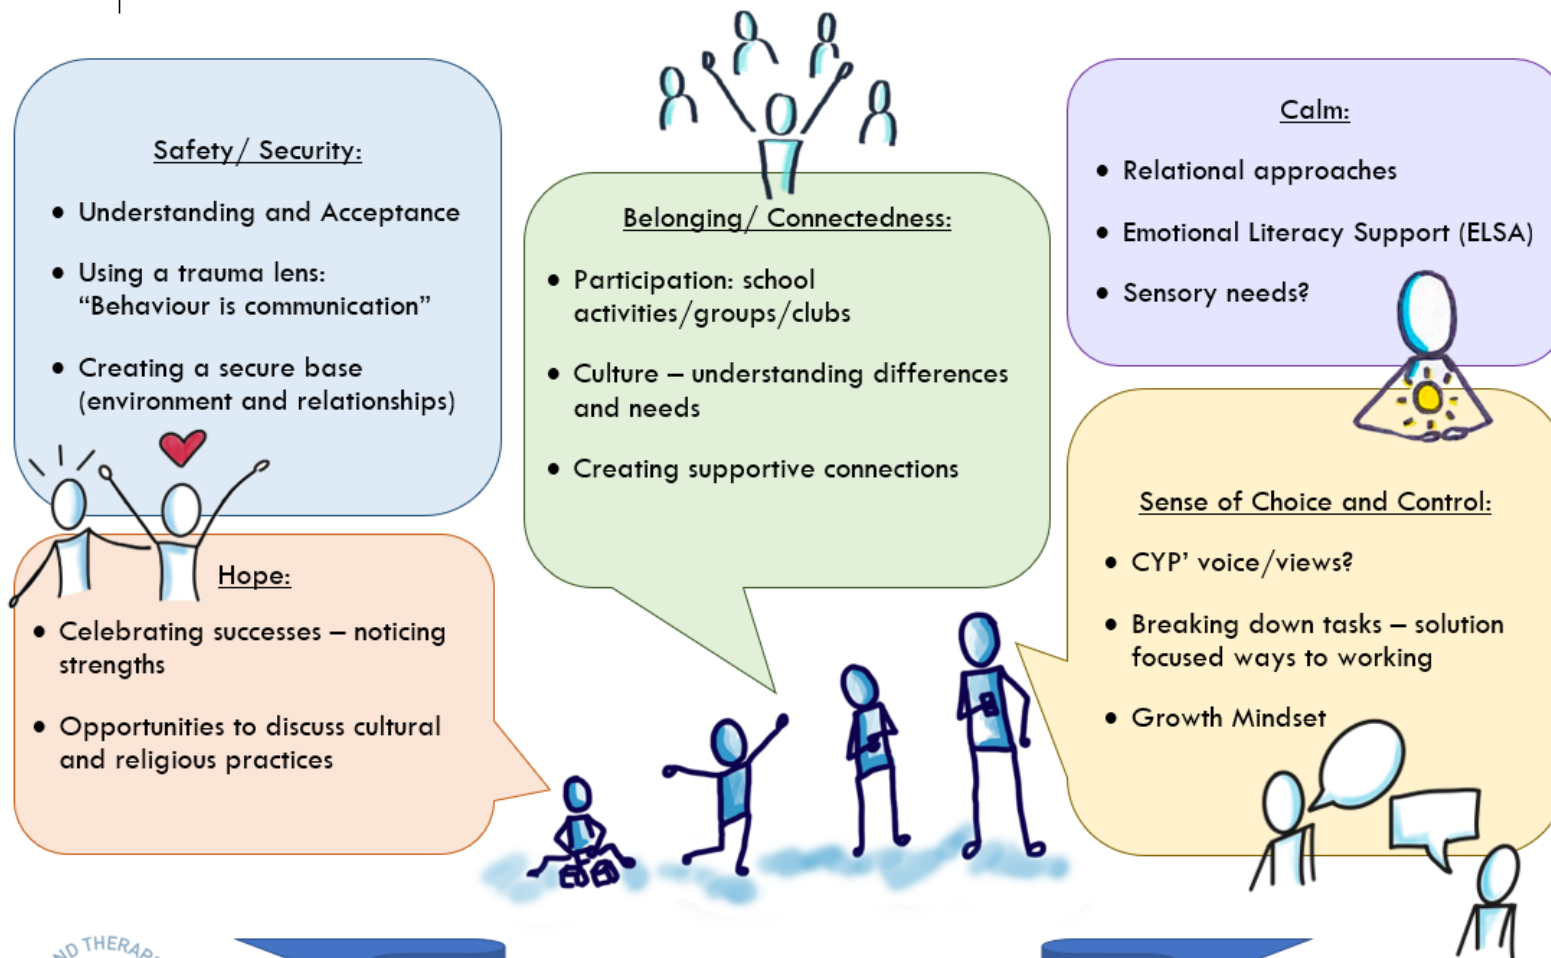 Safety/ Security:
• Understanding and Acceptance
• Using a trauma lens:
“Behaviour is communication”
• Creating a secure base
(environment and relationships)
Hope:
• Celebrating successes – noticing
strengths
• Opportunities to discuss cultural
and religious practices
Belonging/ Connectedness:
• Participation: school
activities/groups/clubs
• Culture – understanding differences
and needs
• Creating supportive connections
Calm:
• Relational approaches
• Emotional Literacy Support (ELSA)
• Sensory needs?
Sense of Choice and Control:
• CYP’ voice/views?
• Breaking down tasks – solution
focused ways to working
• Growth Mindset